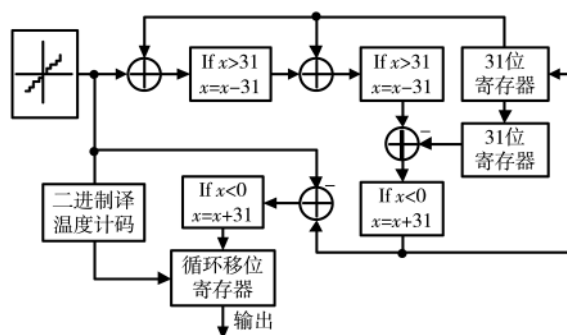 If x>31
x=x-31
If x>31
x=x-31
31位
寄存器
31位
寄存器
二进制译
温度计码
If x<0
x=x+31
If x<0
x=x+31
循环移位
寄存器
输出